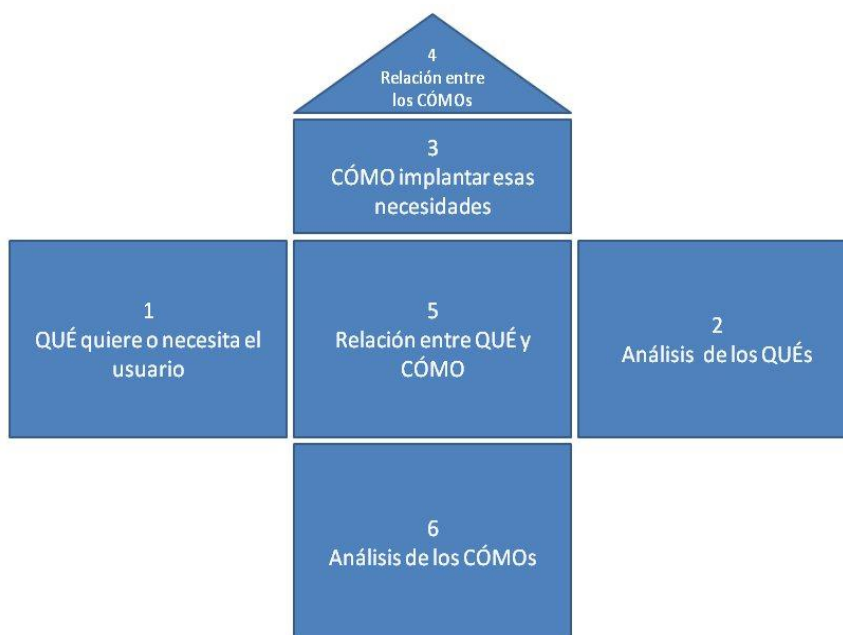 4
Relación entre
los CÓMOs
3
CÓMO implantar esas
necesidades
1
QUÉ quiere o necesita el
usuario
5
Relación entre QUÉ y
CÓMO
2
Análisis de los QUÉs
6
Análisis de los CÓMOs